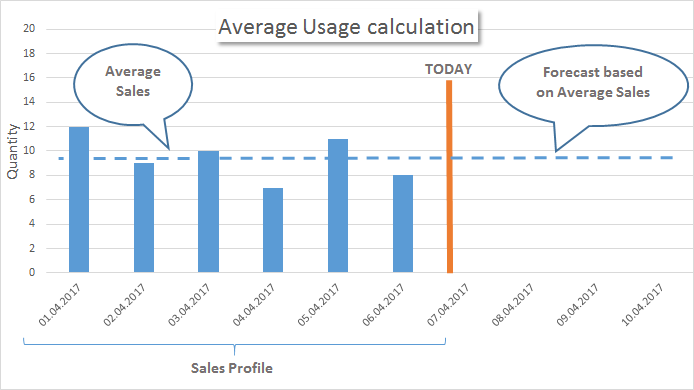 Average Usage calculation
20
18
16
14
12
10
8
6
4
2
0
Quantity
Average
Sales
TODAY
Forecast based
on Average Sales
01.04.2017
02.04.2017
03.04.2017
04.04.2017
05.04.2017
06.04.2017
07.04.2017
08.04.2017
09.04.2017
10.04.2017
Sales Profile